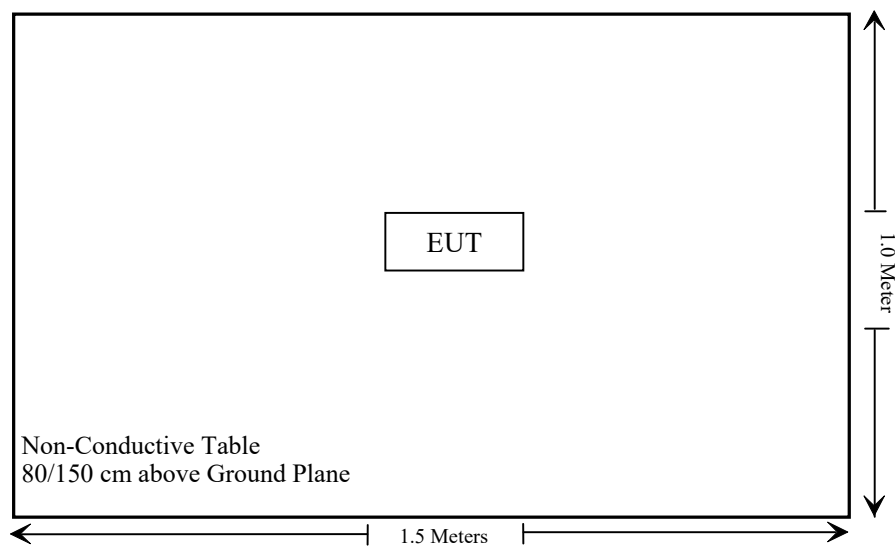 EUT
1.0 Meter
Non-Conductive Table
80/150 cm above Ground Plane
1.5 Meters